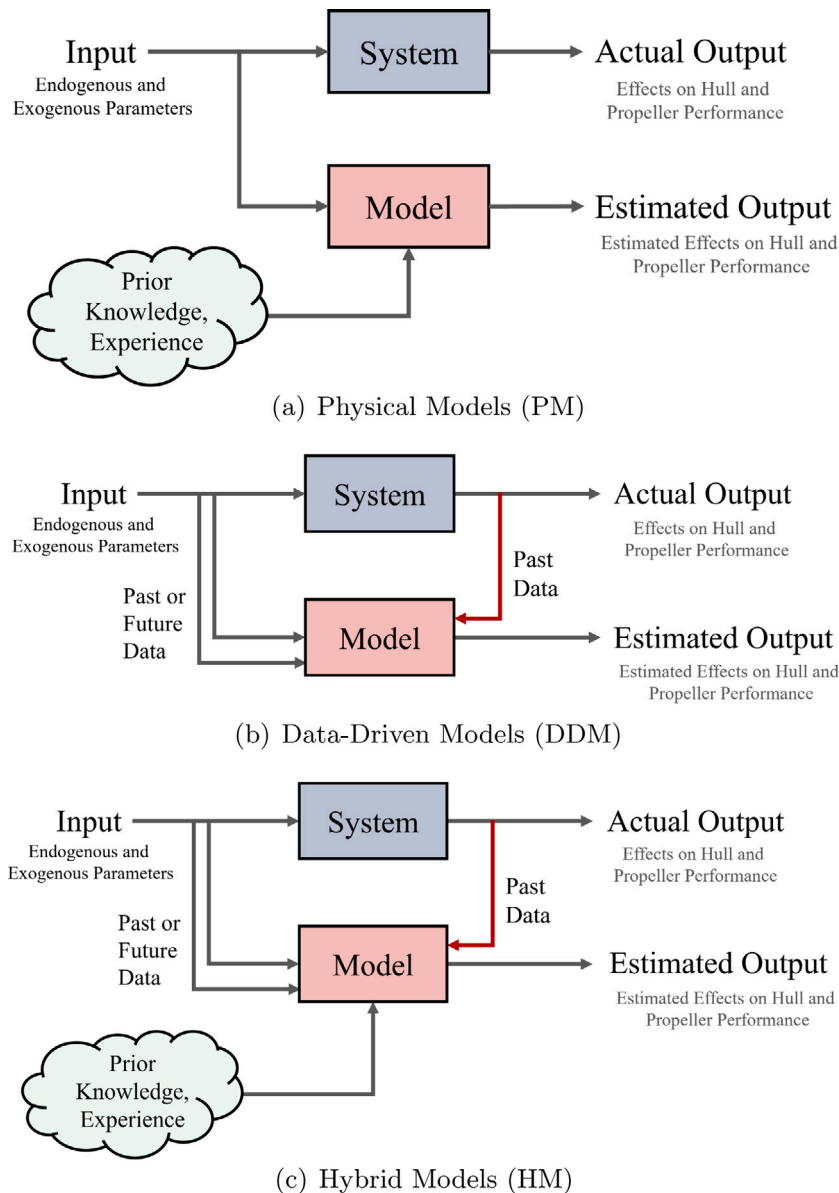 Input
Endogenous and
Exogenous Parameters
System
Actual Output
Effects on Hull and
Propeller Performance
Model
Estimated Output
Estimated Effects on Hull and
Propeller Performance
Prior
Knowledge,
Experience
(a) Physical Models (PM)
Input
Endogenous and
Exogenous Parameters
System
Actual Output
Effects on Hull and
Propeller Performance
Past
Data
Past or
Future
Data
Model
Estimated Output
Estimated Effects on Hull and
Propeller Performance
(b) Data-Driven Models (DDM)
Input
Endogenous and
Exogenous Parameters
System
Actual Output
Effects on Hull and
Propeller Performance
Past
Data
Past or
Future
Data
Model
Estimated Output
Estimated Effects on Hull and
Propeller Performance
Prior
Knowledge,
Experience
(c) Hybrid Models (HM)